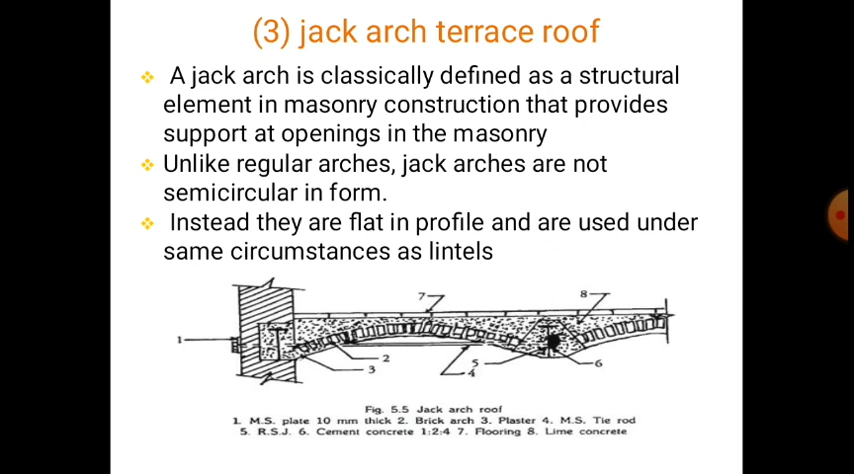 (3) jack arch terrace roof
A jack arch is classically defined as a structural
element in masonry construction that provides
support at openings in the masonry
Unlike regular arches, jack arches are not
semicircular in form.
Instead they are flat in profile and are used under
same circumstances as lintels
7
8
1
2
3
5
4
6
Fig. 5.5 Jack arch roof
1. M.S. plate 10 mm thick 2. Brick arch 3. Plaster 4. M.S. Tie rod
5. R.S.J. 6. Cement concrete 1:2:4 7. Flooring 8. Lime concrete